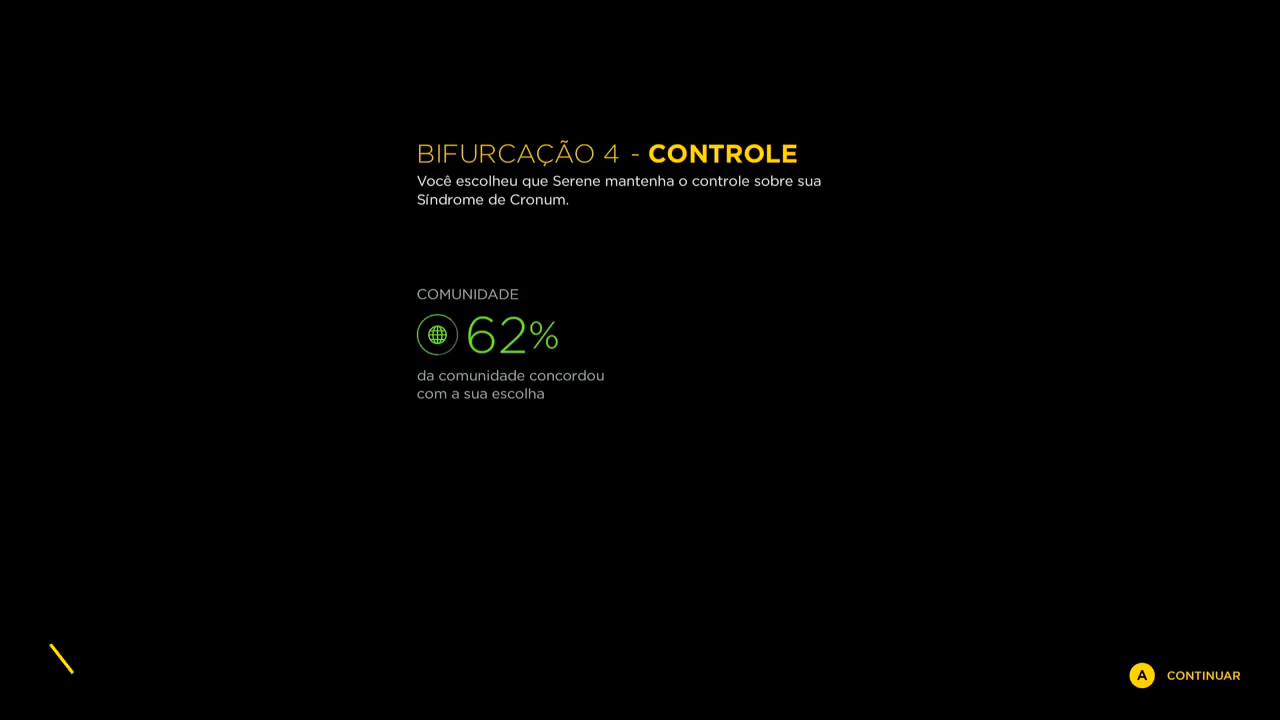 BIFURCAÇÃO 4 - CONTROLE
Você escolheu que Serene mantenha o controle sobre sua
Síndrome de Cronum.
COMUNIDADE
62%
da comunidade concordou
com a sua escolha
A CONTINUAR